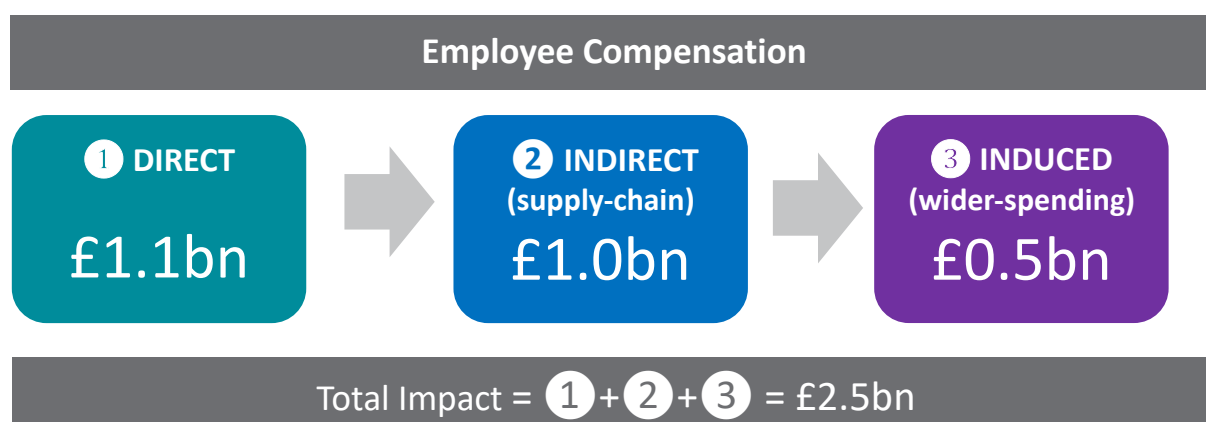 Employee Compensation
1 DIRECT
£1.1bn
2 INDIRECT
(supply-chain)
£1.0bn
3 INDUCED
(wider-spending)
£0.5bn
Total Impact = 1+2+3 = £2.5bn